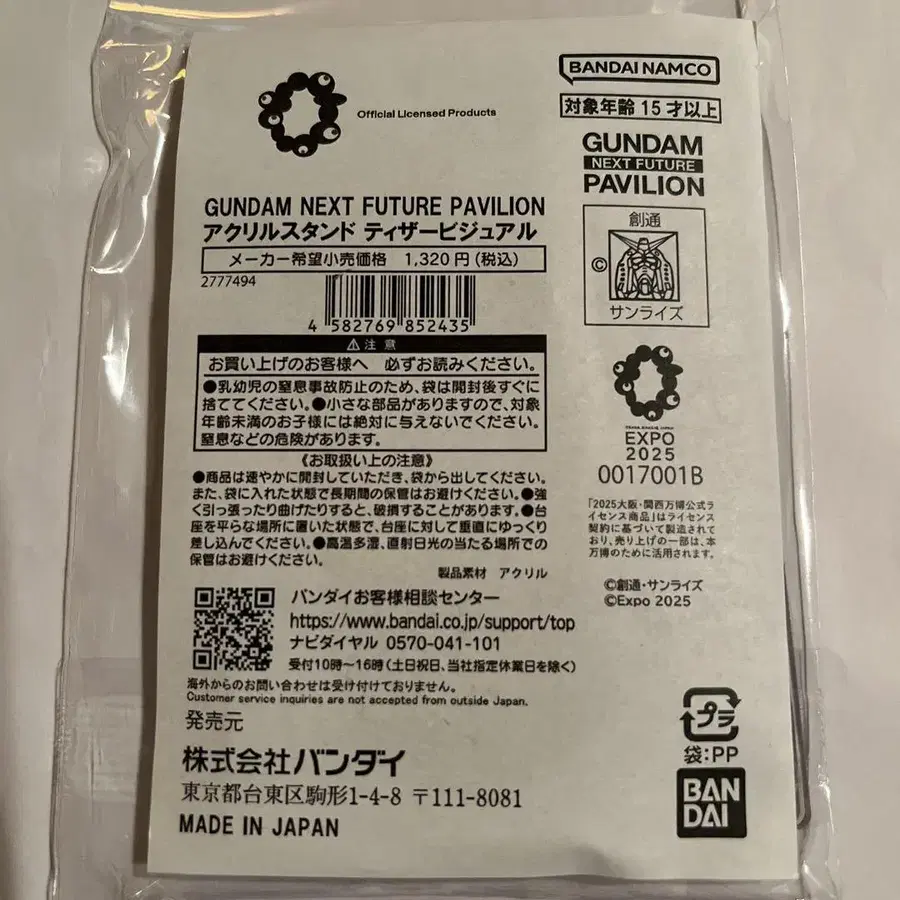 Official Licensed Products
BANDAI NAMCO
対象年齢 15才以上
GUNDAM
NEXT FUTURE
PAVILION
GUNDAM NEXT FUTURE PAVILION
アクリルスタンド ティザービジュアル
メーカー希望小売価格 1,320円(税込)
2777494
4 582769 852435
創通
©
サンライズ
⚠注意
お買い上げのお客様へ 必ずお読みください。
●乳幼児の窒息事故防止のため、袋は開封後すぐに
捨ててください。●小さな部品がありますので、対象
年齢未満のお子様には絶対に与えないでください。
窒息などの危険があります。
《お取扱い上の注意》
●商品は速やかに開封していただき、袋から出してください。
また、袋に入れた状態で長期間の保管はお避けください。●強
く引っ張ったり曲げたりすると、破損することがあります。●台
座を平らな場所に置いた状態で、台座に対して垂直にゆっくり
差し込んでください。●高温多湿、直射日光の当たる場所での
保管はお避けください。
製品素材 アクリル
OSAKA, KANSAI, JAPAN
EXPO
2025
0017001B
「2025大阪・関西万博公式ラ
イセンス商品」はライセンス
契約に基づいて製造されて
おり、売り上げの一部は、本
万博のために活用されます。
©創通・サンライズ
©Expo 2025
バンダイお客様相談センター
https://www.bandai.co.jp/support/top
ナビダイヤル 0570-041-101
受付10時〜16時(土日祝日、当社指定休業日を除く)
海外からのお問い合わせは受け付けておりません。
Customer service inquiries are not accepted from outside Japan.
発売元
株式会社バンダイ
東京都台東区駒形1-4-8 〒111-8081
MADE IN JAPAN
プラ
袋:PP
BAN
DAI